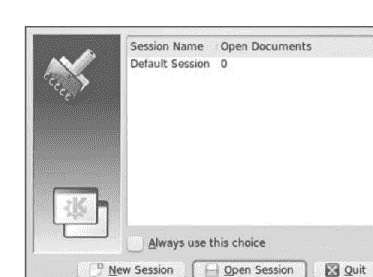 Session Name Open Documents
Default Session 0
Always use this choice
New Session Open Session Quit